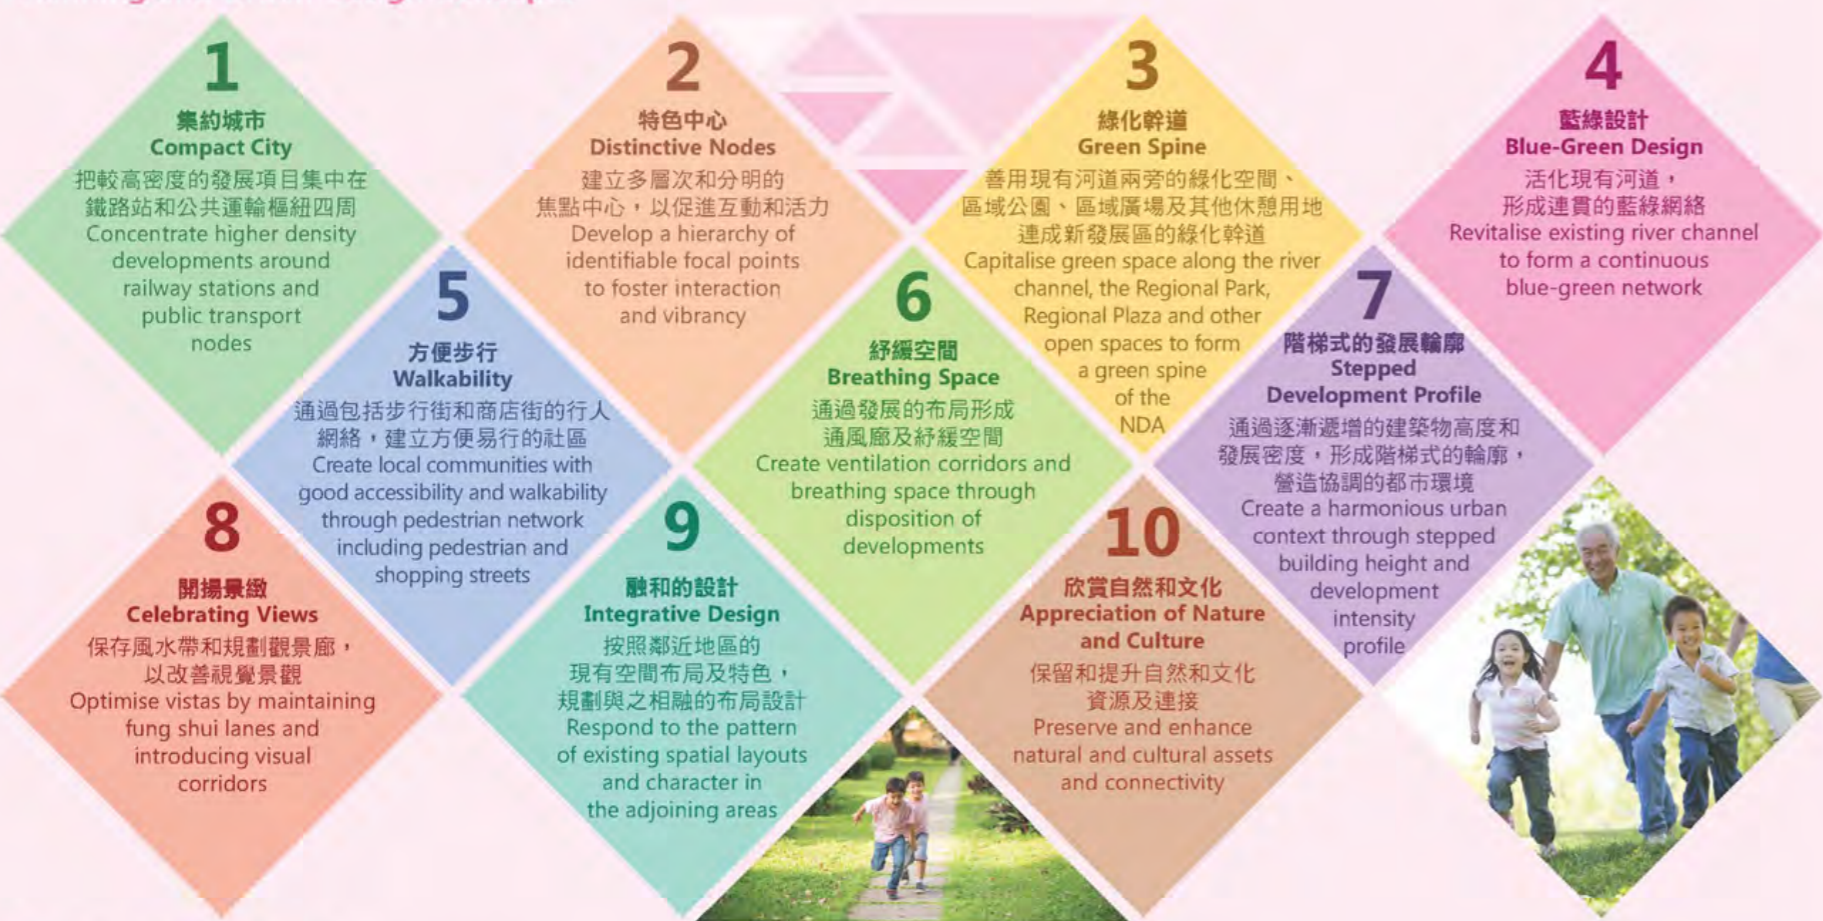 1
集約城市
Compact City
把較高密度的發展項目集中在
鐵路站和公共運輸樞紐四周
Concentrate higher density
developments around
railway stations and
public transport
nodes
2
特色中心
Distinctive Nodes
建立多層次和分明的
焦點中心，以促進互動和活力
Develop a hierarchy of
identifiable focal points
to foster interaction
and vibrancy
3
綠化幹道
Green Spine
善用現有河道兩旁的綠化空間、
區域公園、區域廣場及其他休憩用地
連成新發展區的綠化幹道
Capitalise green space along the river
channel, the Regional Park,
Regional Plaza and other
open spaces to form
a green spine
of the
NDA
4
藍綠設計
Blue-Green Design
活化現有河道，
形成連貫的藍綠網絡
Revitalise existing river channel
to form a continuous
blue-green network
5
方便步行
Walkability
通過包括步行街和商店街的行人
網絡，建立方便易行的社區
Create local communities with
good accessibility and walkability
through pedestrian network
including pedestrian and
shopping streets
6
紓緩空間
Breathing Space
通過發展的布局形成
通風廊及紓緩空間
Create ventilation corridors and
breathing space through
disposition of
developments
7
階梯式的發展輪廓
Stepped
Development Profile
通過逐漸遞增的建築物高度和
發展密度，形成階梯式的輪廓，
營造協調的都市環境
Create a harmonious urban
context through stepped
building height and
development
intensity
profile
8
開揚景緻
Celebrating Views
保存風水帶和規劃觀景廊，
以改善視覺景觀
Optimise vistas by maintaining
fung shui lanes and
introducing visual
corridors
9
融和的設計
Integrative Design
按照鄰近地區的
現有空間布局及特色，
規劃與之相融的布局設計
Respond to the pattern
of existing spatial layouts
and character in
the adjoining areas
10
欣賞自然和文化
Appreciation of Nature
and Culture
保留和提升自然和文化
資源及連接
Preserve and enhance
natural and cultural assets
and connectivity